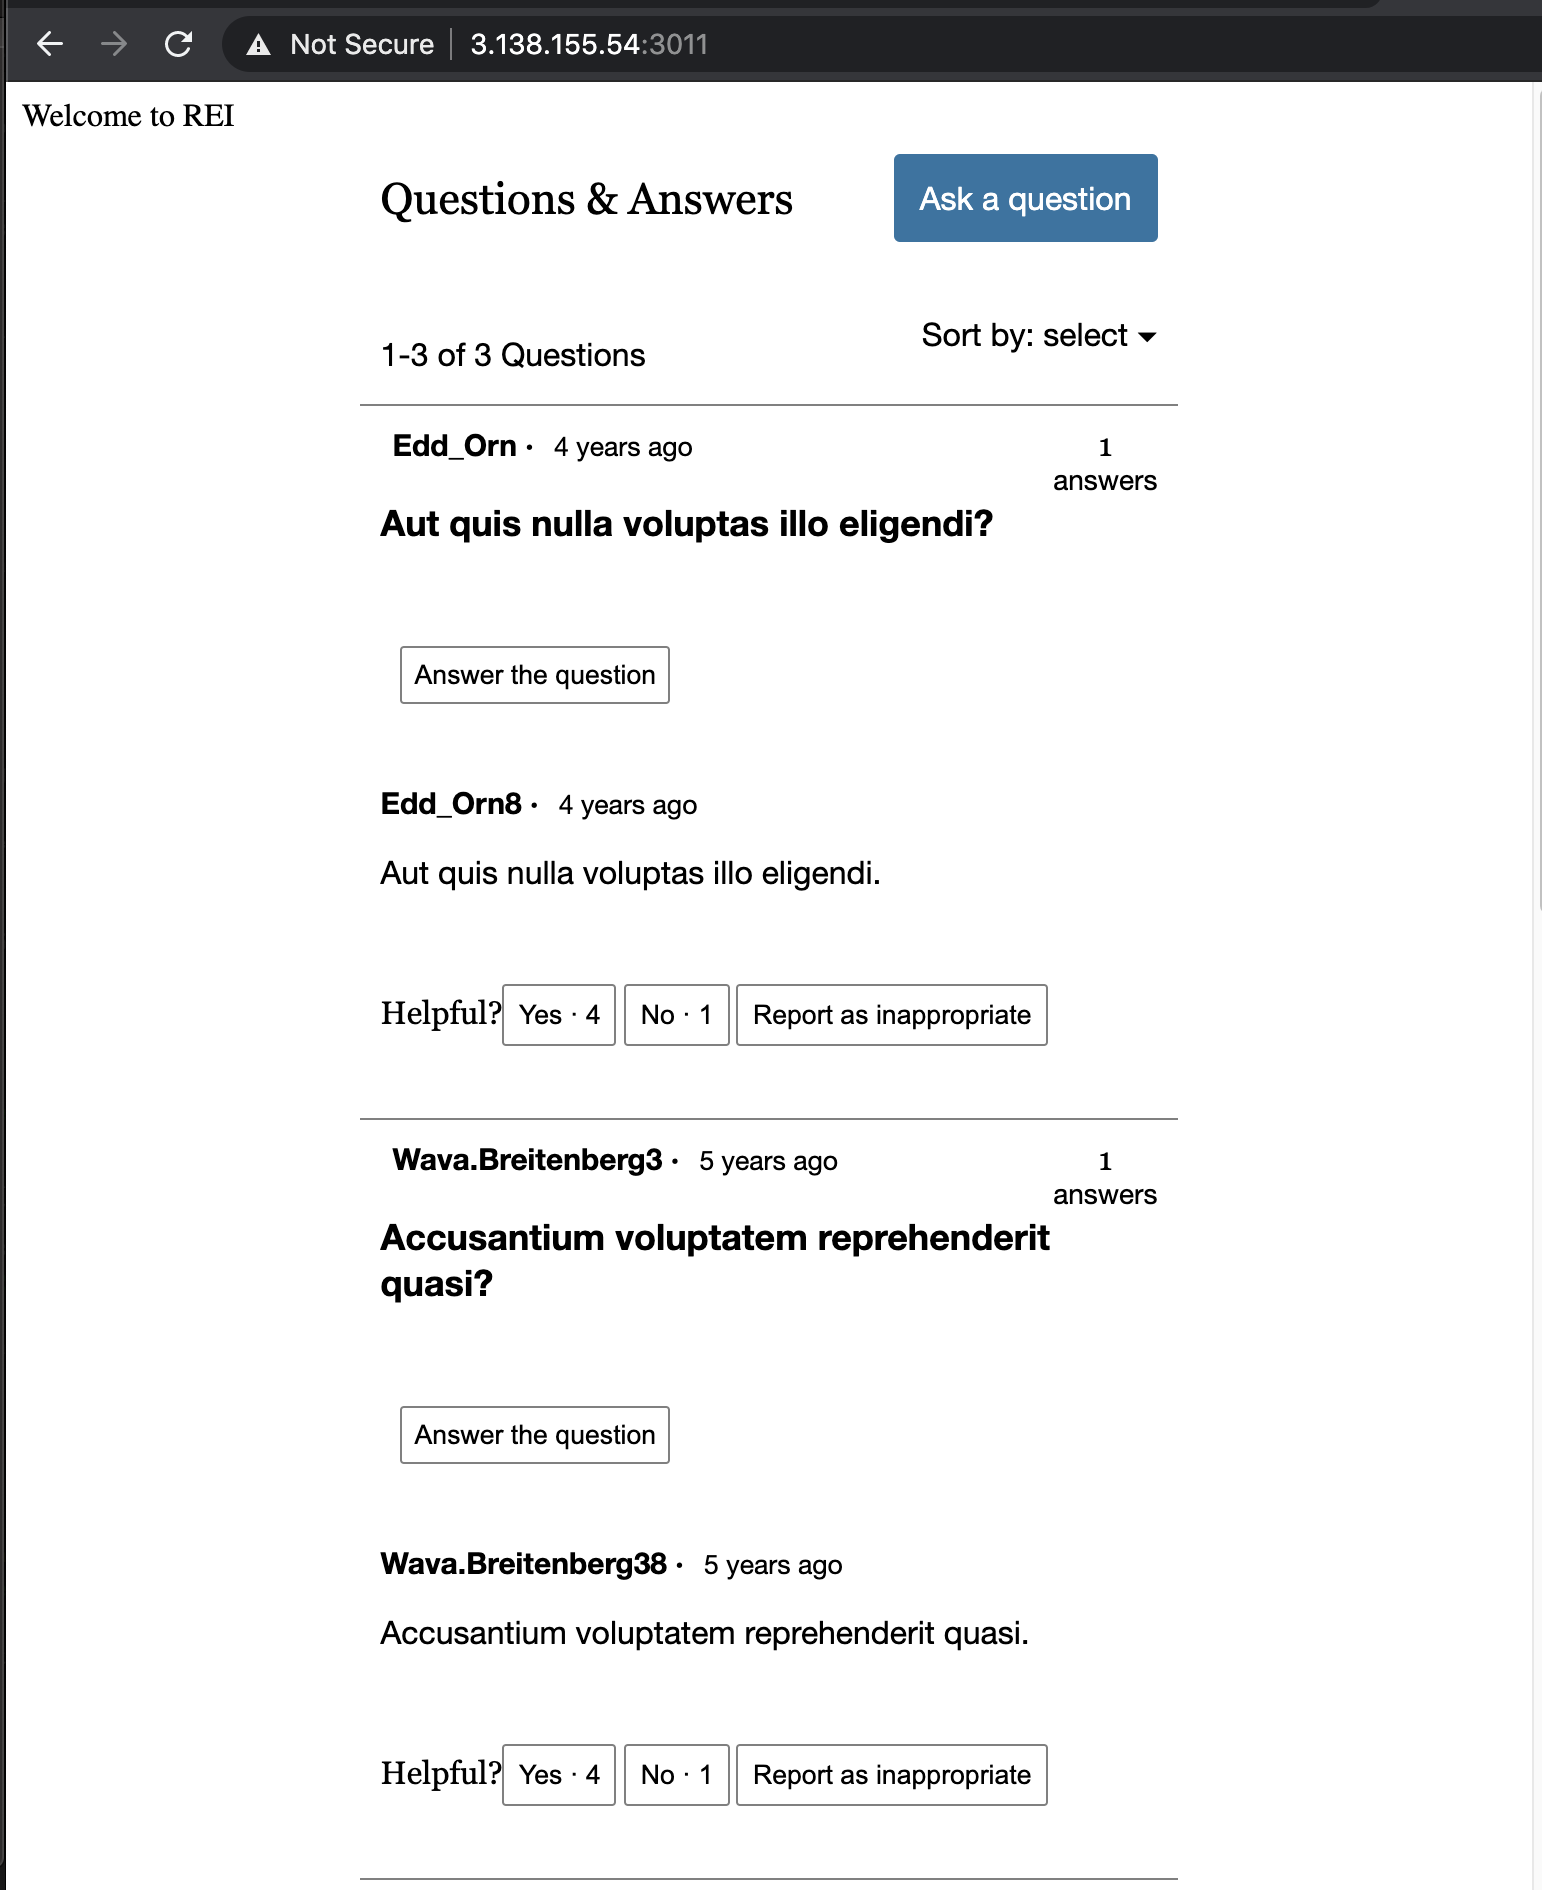 Not Secure 3.138.155.54:3011
Welcome to REI
Questions & Answers Ask a question
1-3 of 3 Questions Sort by: select
Edd_Orn · 4 years ago 1
answers
Aut quis nulla voluptas illo eligendi?
Answer the question
Edd_Orn8 · 4 years ago
Aut quis nulla voluptas illo eligendi.
Helpful? Yes · 4 No · 1 Report as inappropriate
Wava.Breitenberg3 · 5 years ago 1
answers
Accusantium voluptatem reprehenderit
quasi?
Answer the question
Wava.Breitenberg38 · 5 years ago
Accusantium voluptatem reprehenderit quasi.
Helpful? Yes · 4 No · 1 Report as inappropriate